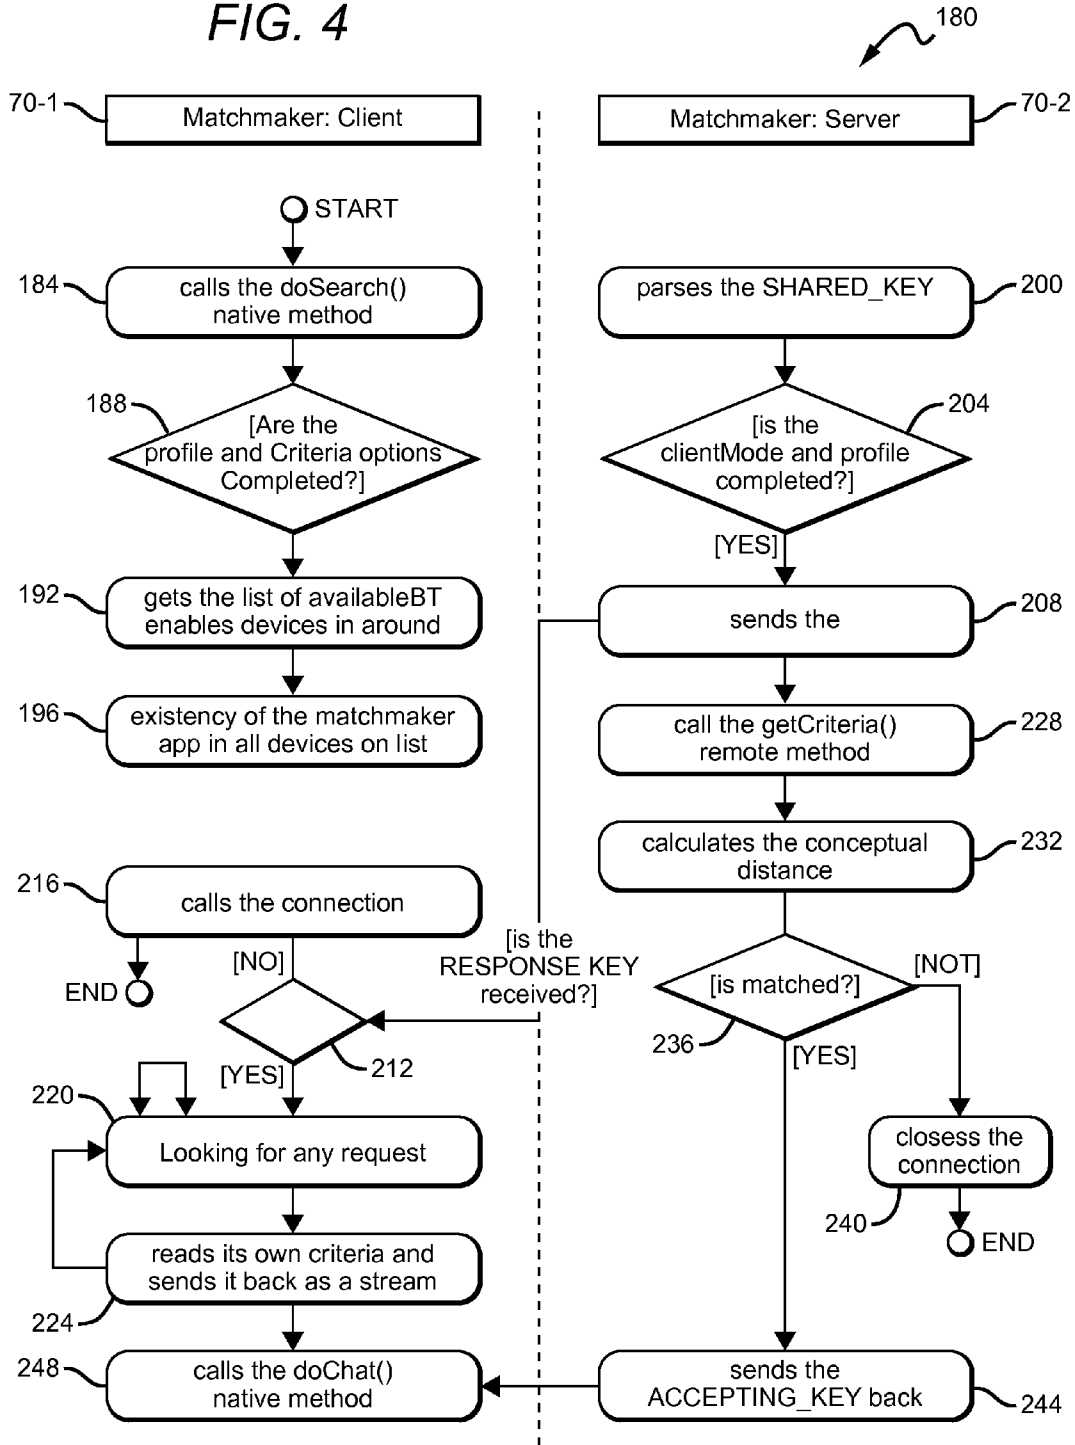 FIG. 4
180
70-1
Matchmaker: Client
Matchmaker: Server
70-2
START
184
calls the doSearch()
native method
188
[Are the
profile and Criteria options
Completed?]
192
gets the list of availableBT
enables devices in around
196
existency of the matchmaker
app in all devices on list
parses the SHARED_KEY
200
204
[is the
clientMode and profile
completed?]
[YES]
sends the
208
call the getCriteria()
remote method
228
calculates the conceptual
distance
232
216
calls the connection
[NO]
END
[is the
RESPONSE KEY
received?]
212
[YES]
220
Looking for any request
reads its own criteria and
sends it back as a stream
224
248
calls the doChat()
native method
[is matched?]
[NOT]
236
[YES]
closess the
connection
240
END
sends the
ACCEPTING_KEY back
244